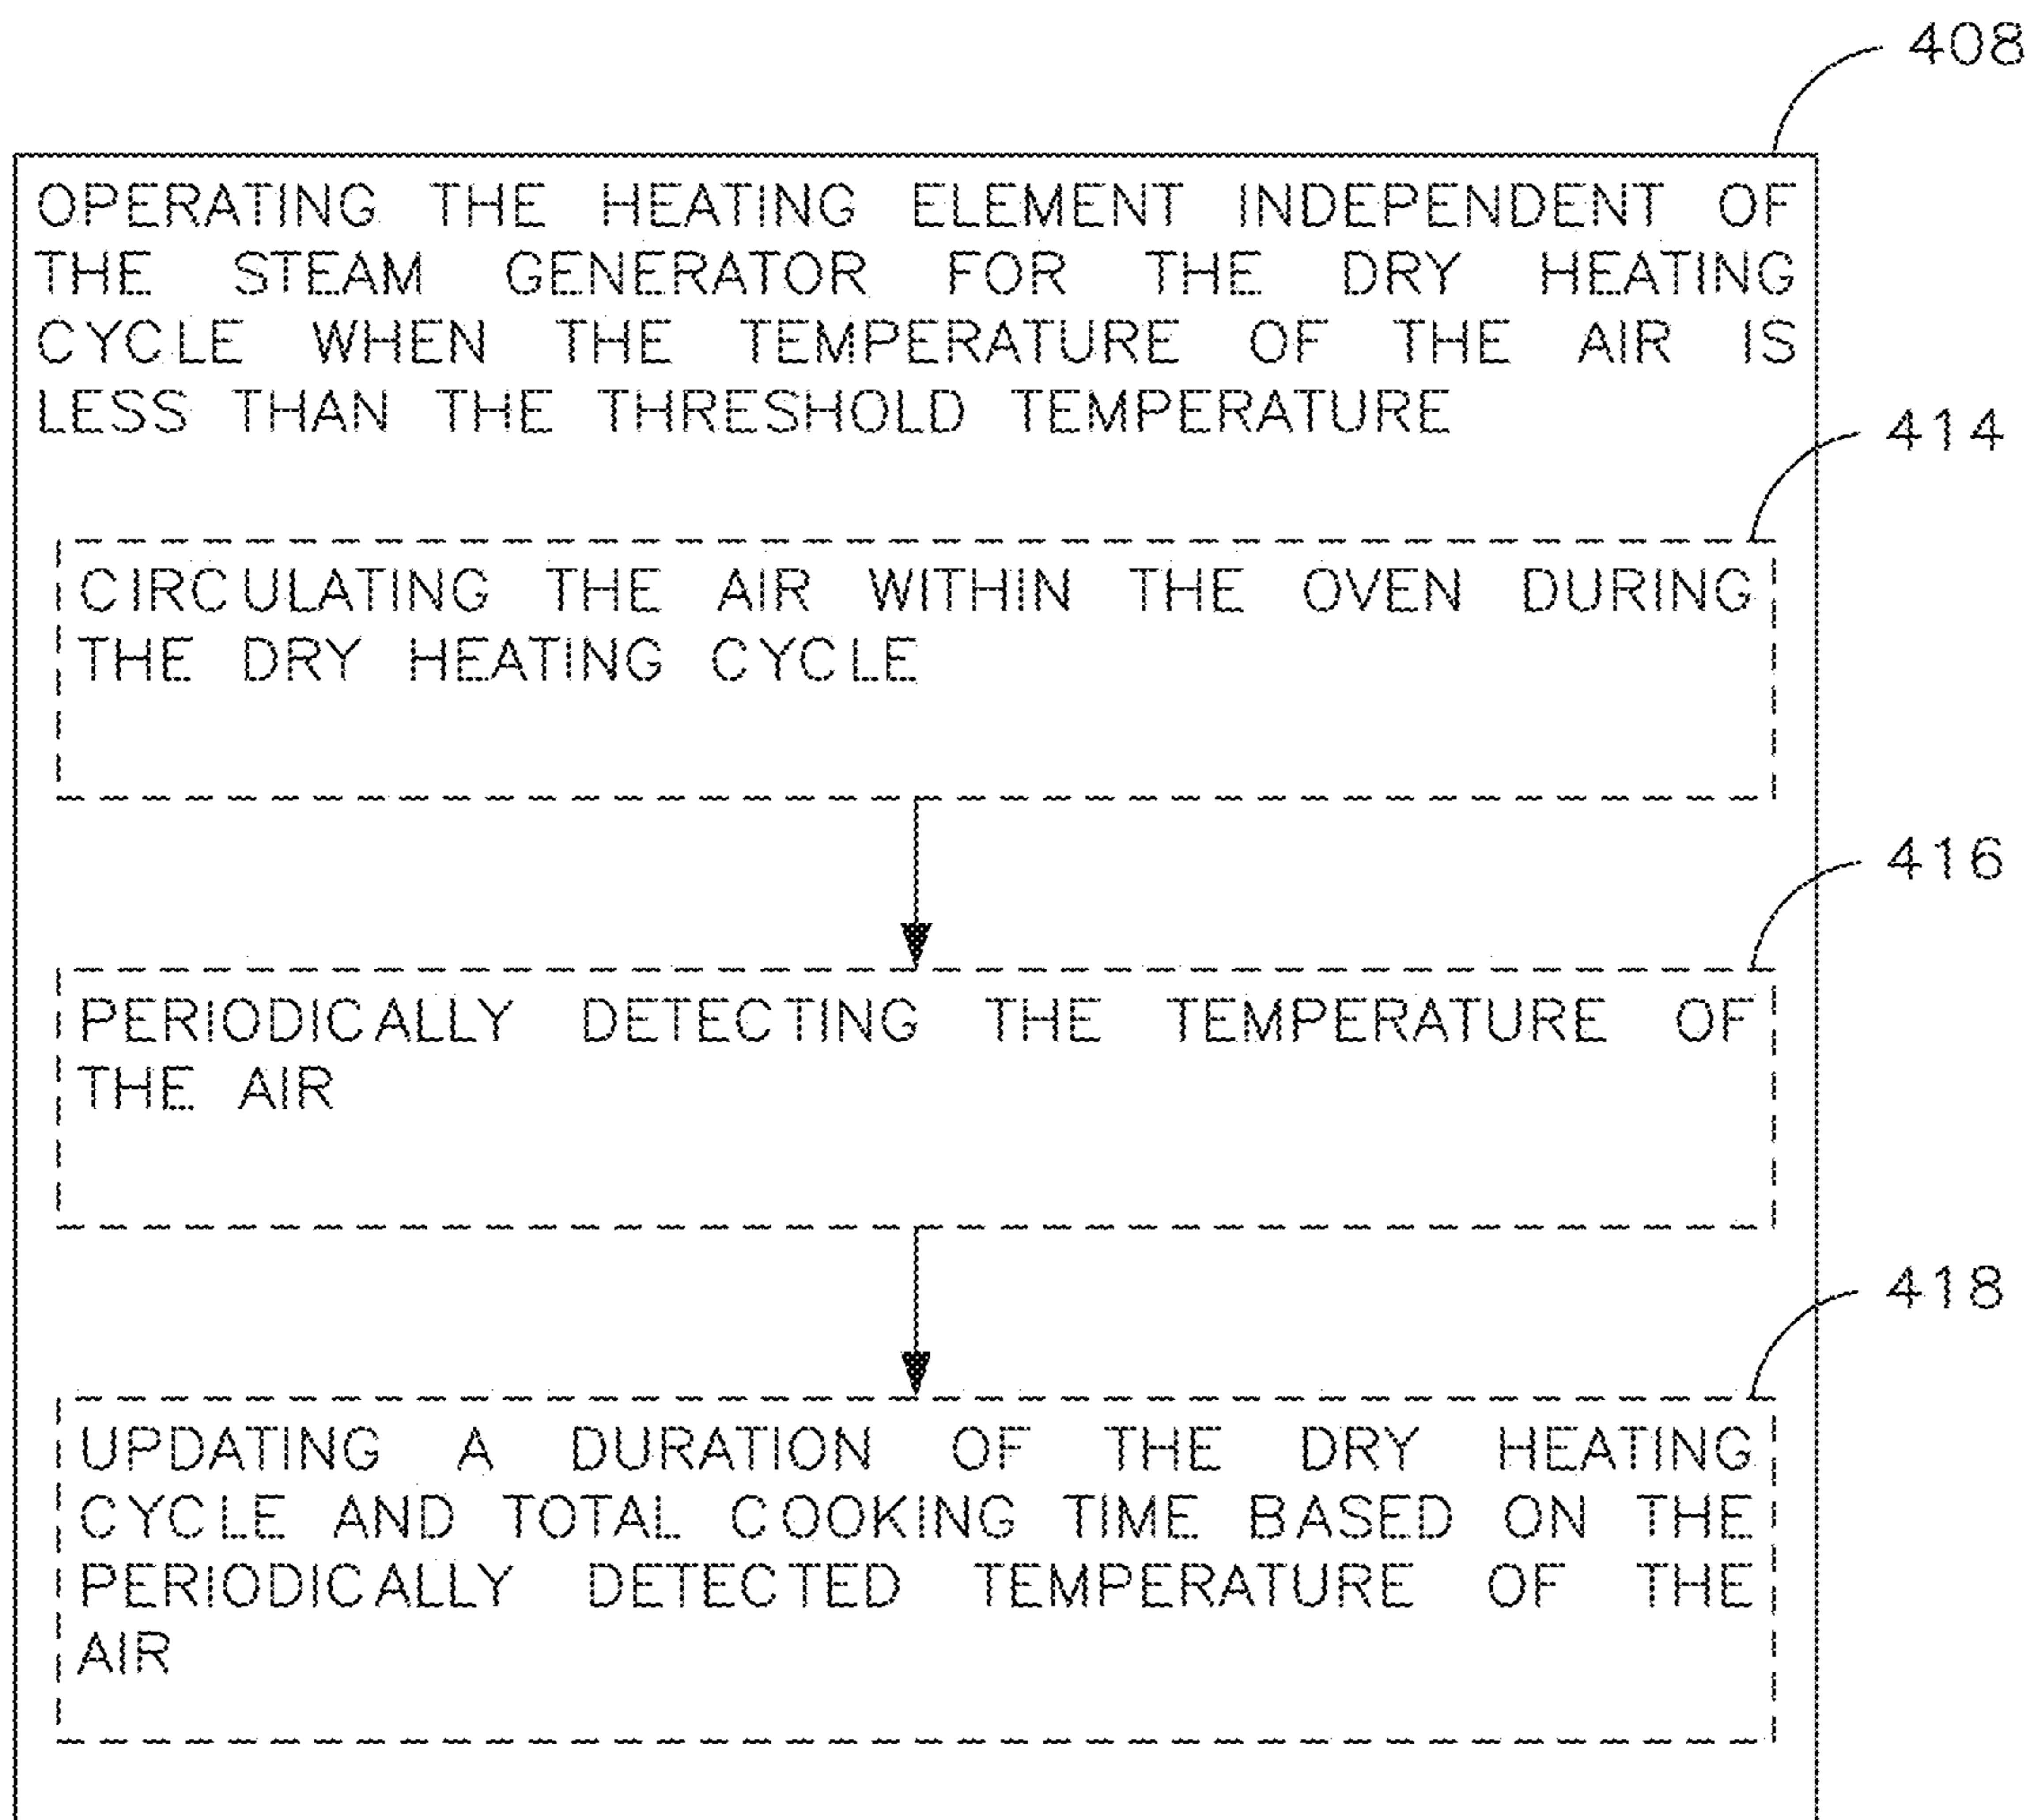 408
OPERATING THE HEATING ELEMENT INDEPENDENT OF
THE STEAM GENERATOR FOR THE DRY HEATING
CYCLE WHEN THE TEMPERATURE OF THE AIR IS
LESS THAN THE THRESHOLD TEMPERATURE
414
CIRCULATING THE AIR WITHIN THE OVEN DURING
THE DRY HEATING CYCLE
416
PERIODICALLY DETECTING THE TEMPERATURE OF
THE AIR
418
UPDATING A DURATION OF THE DRY HEATING
CYCLE AND TOTAL COOKING TIME BASED ON THE
PERIODICALLY DETECTED TEMPERATURE OF THE
AIR